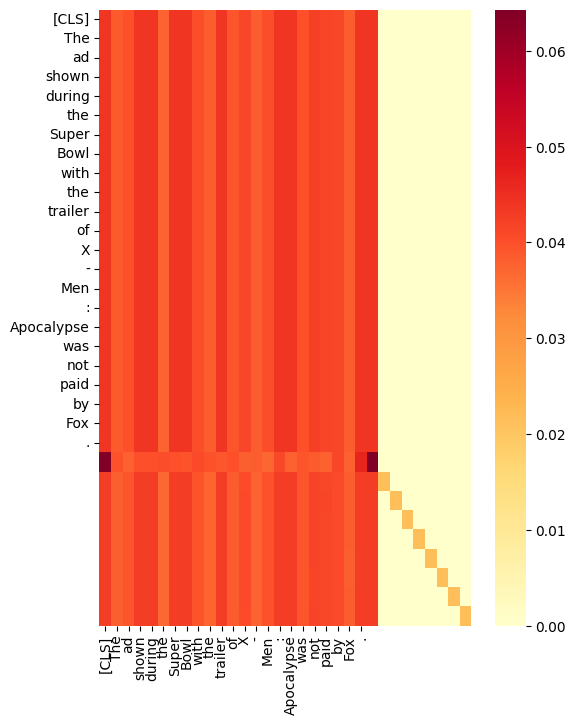 [CLS]
The
ad
shown
during
the
Super
Bowl
with
the
trailer
of
X
-
Men
:
Apocalypse
was
not
paid
by
Fox
.
0.06
0.05
0.04
0.03
0.02
0.01
0.00
[CLS]
The
ad
shown
during
the
Super
Bowl
with
the
trailer
of
X
-
Men
:
Apocalypse
was
not
paid
by
Fox
.